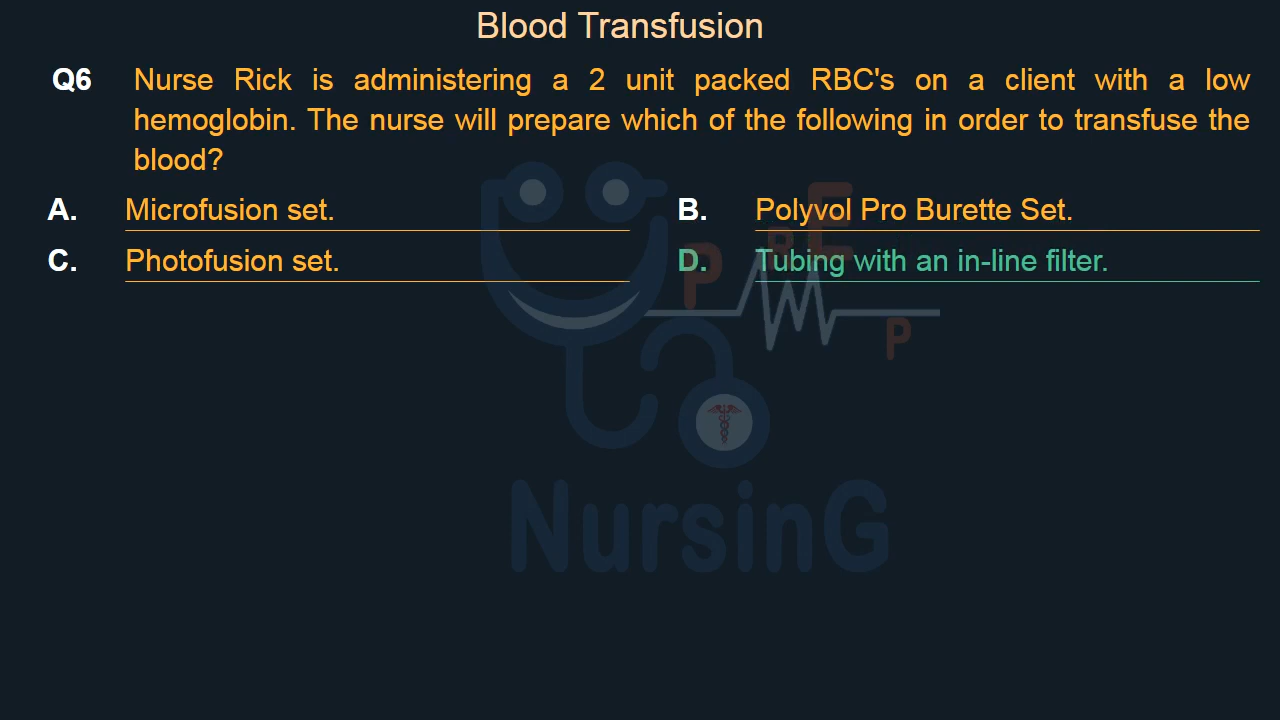 Blood Transfusion
Q6 Nurse Rick is administering a 2 unit packed RBC's on a client with a low
hemoglobin. The nurse will prepare which of the following in order to transfuse the
blood?
A. Microfusion set. B. Polyvol Pro Burette Set.
C. Photofusion set. D. Tubing with an in-line filter.
PREP
NursinG